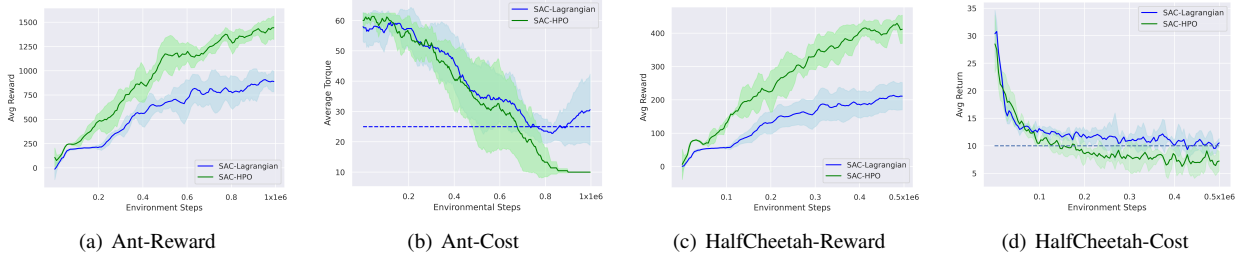 1500
1250
1000
750
500
250
0
Avg Reward
SAC-Lagrangian
SAC-HPO
0.2 0.4 0.6 0.8 1x1e6
Environment Steps
(a) Ant-Reward
60
50
40
30
20
10
Average Torque
SAC-Lagrangian
SAC-HPO
0.2 0.4 0.6 0.8 1x1e6
Environmental Steps
(b) Ant-Cost
400
300
200
100
0
Avg Reward
SAC-Lagrangian
SAC-HPO
0.1 0.2 0.3 0.4 0.5x1e6
Environment Steps
(c) HalfCheetah-Reward
35
30
25
20
15
10
5
Avg Return
SAC-Lagrangian
SAC-HPO
0.1 0.2 0.3 0.4 0.5x1e6
Environment Steps
(d) HalfCheetah-Cost